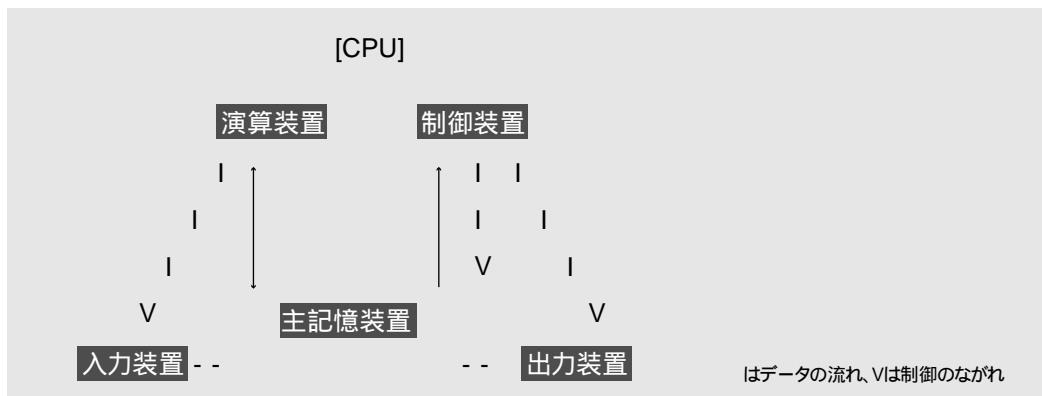 [CPU]
演算装置 制御装置
I I I
I I I
I V I
V 主記憶装置 V
入力装置 - - - - 出力装置
はデータの流れ、Vは制御のながれ